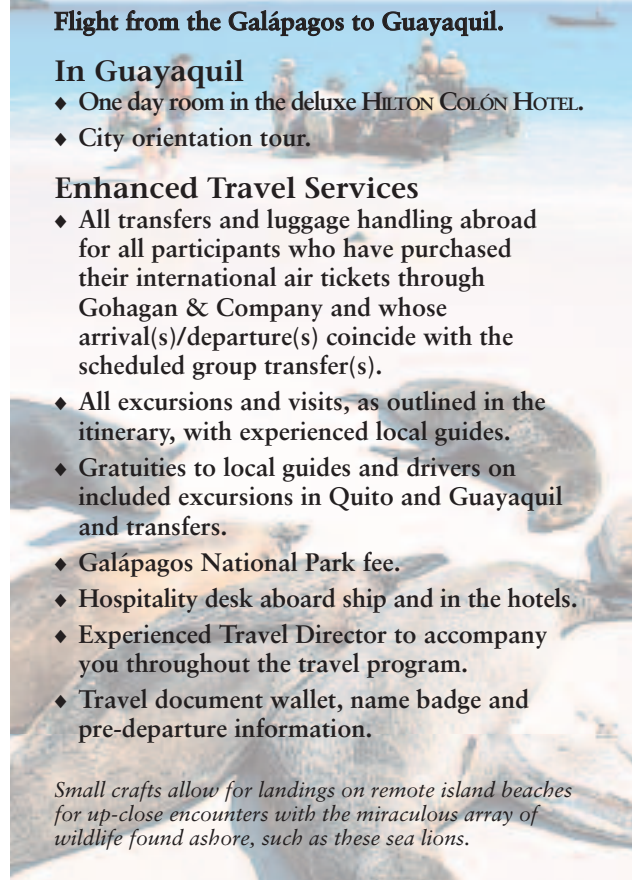 Flight from the Galápagos to Guayaquil.
In Guayaquil
♦ One day room in the deluxe HILTON COLÓN HOTEL.
♦ City orientation tour.
Enhanced Travel Services
♦ All transfers and luggage handling abroad
for all participants who have purchased
their international air tickets through
Gohagan & Company and whose
arrival(s)/departure(s) coincide with the
scheduled group transfer(s).
♦ All excursions and visits, as outlined in the
itinerary, with experienced local guides.
♦ Gratuities to local guides and drivers on
included excursions in Quito and Guayaquil
and transfers.
♦ Galápagos National Park fee.
♦ Hospitality desk aboard ship and in the hotels.
♦ Experienced Travel Director to accompany
you throughout the travel program.
♦ Travel document wallet, name badge and
pre-departure information.
Small crafts allow for landings on remote island beaches
for up-close encounters with the miraculous array of
wildlife found ashore, such as these sea lions.